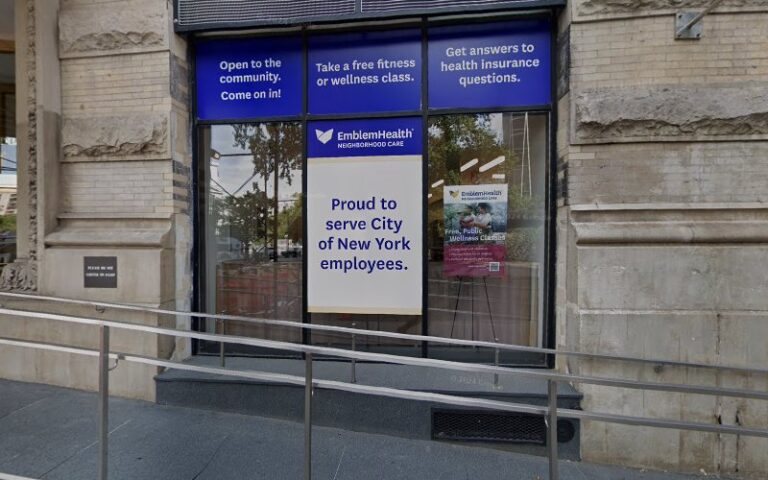 Open to the
community.
Come on in!
Take a free fitness
or wellness class.
Get answers to
health insurance
questions.
EmblemHealth
NEIGHBORHOOD CARE
Proud to
serve City
of New York
employees.
EmblemHealth
Free, Public
Wellness Classes